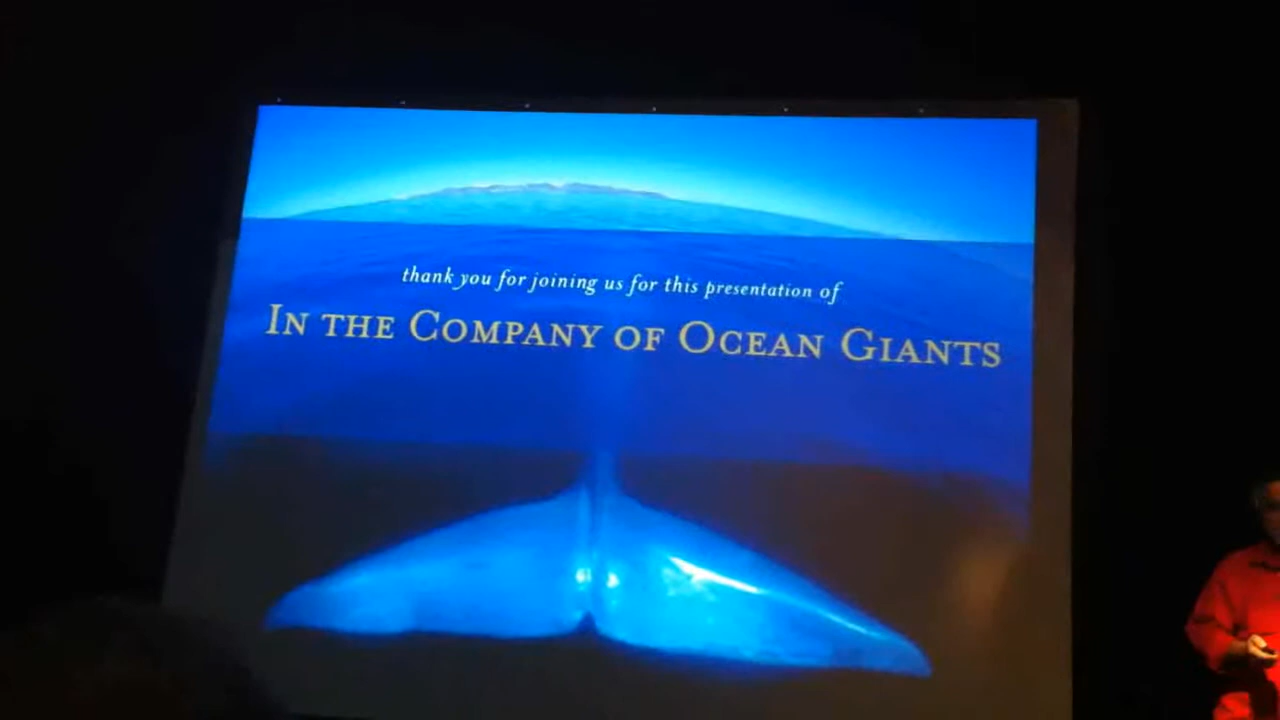 thank you for joining us for this presentation of
IN THE COMPANY OF OCEAN GIANTS